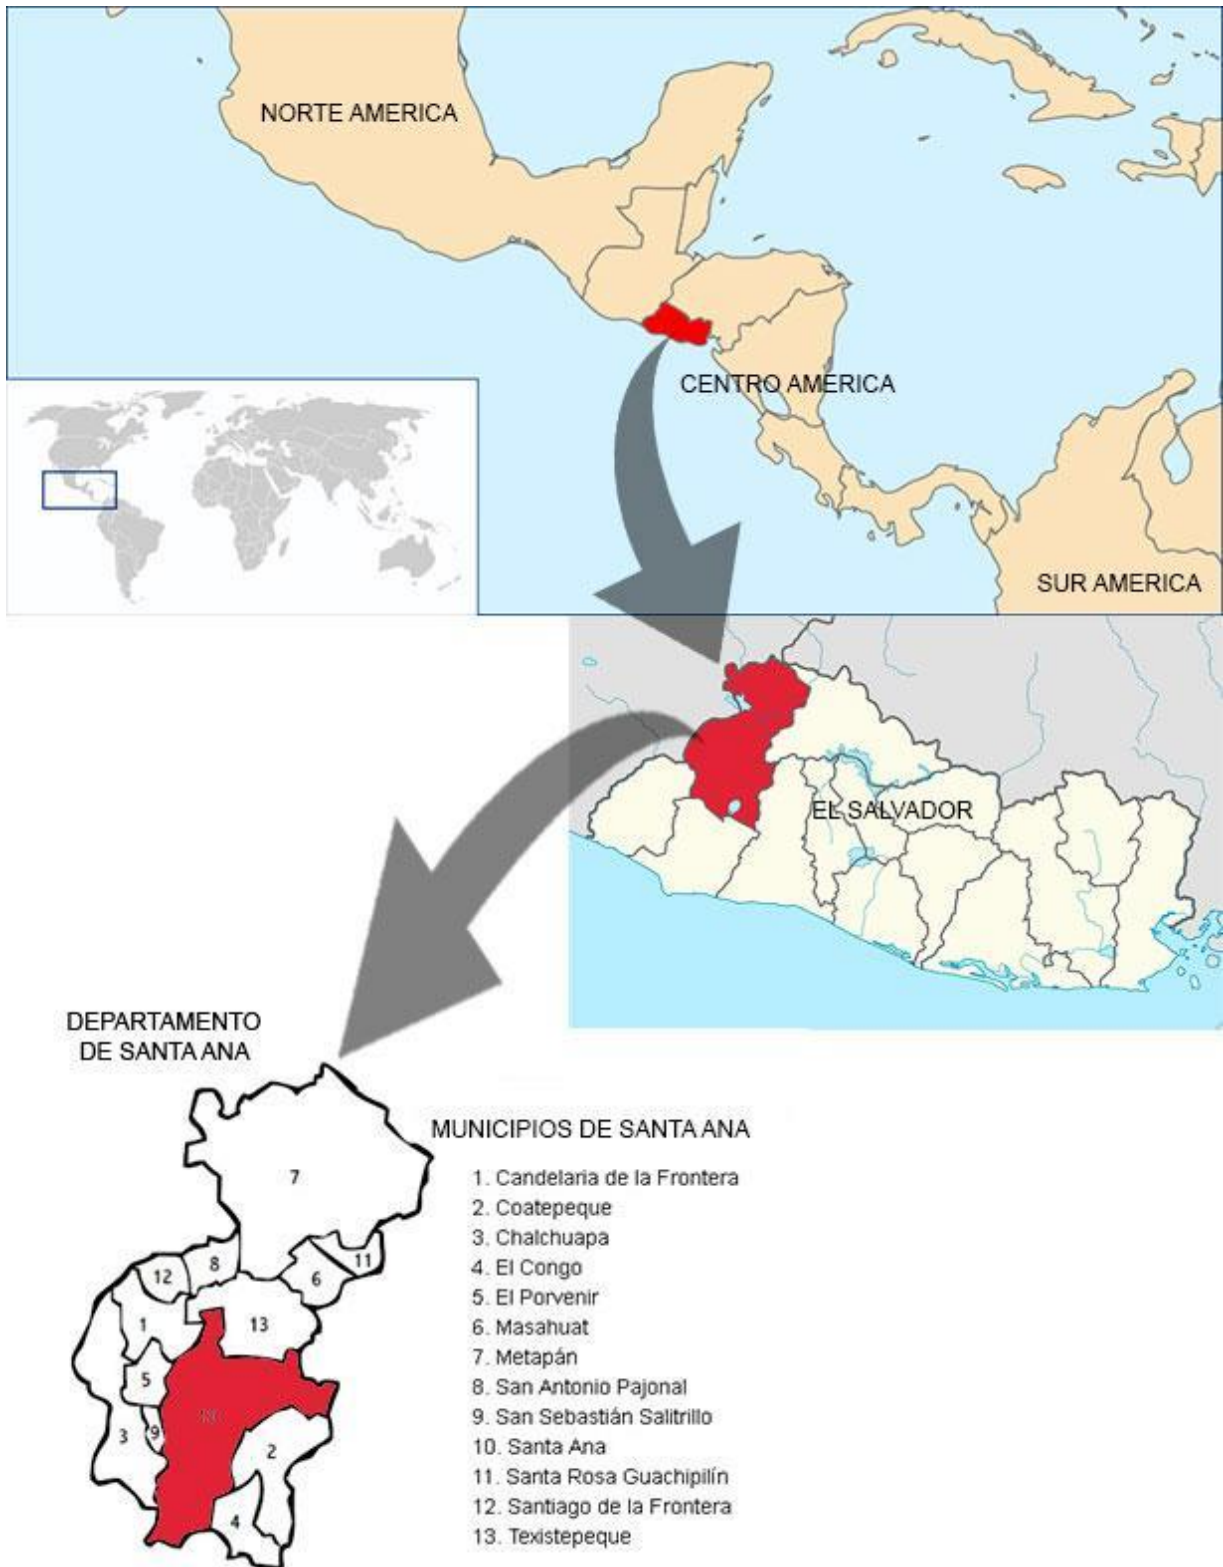 NORTE AMERICA
CENTRO AMERICA
SUR AMERICA
EL SALVADOR
DEPARTAMENTO
DE SANTA ANA
MUNICIPIOS DE SANTA ANA
1. Candelaria de la Frontera
2. Coatepeque
3. Chalchuapa
4. El Congo
5. El Porvenir
6. Masahuat
7. Metapán
8. San Antonio Pajonal
9. San Sebastián Salitrillo
10. Santa Ana
11. Santa Rosa Guachipilín
12. Santiago de la Frontera
13. Texistepeque
7
11
8
12
6
1
13
5
3
9
2
4